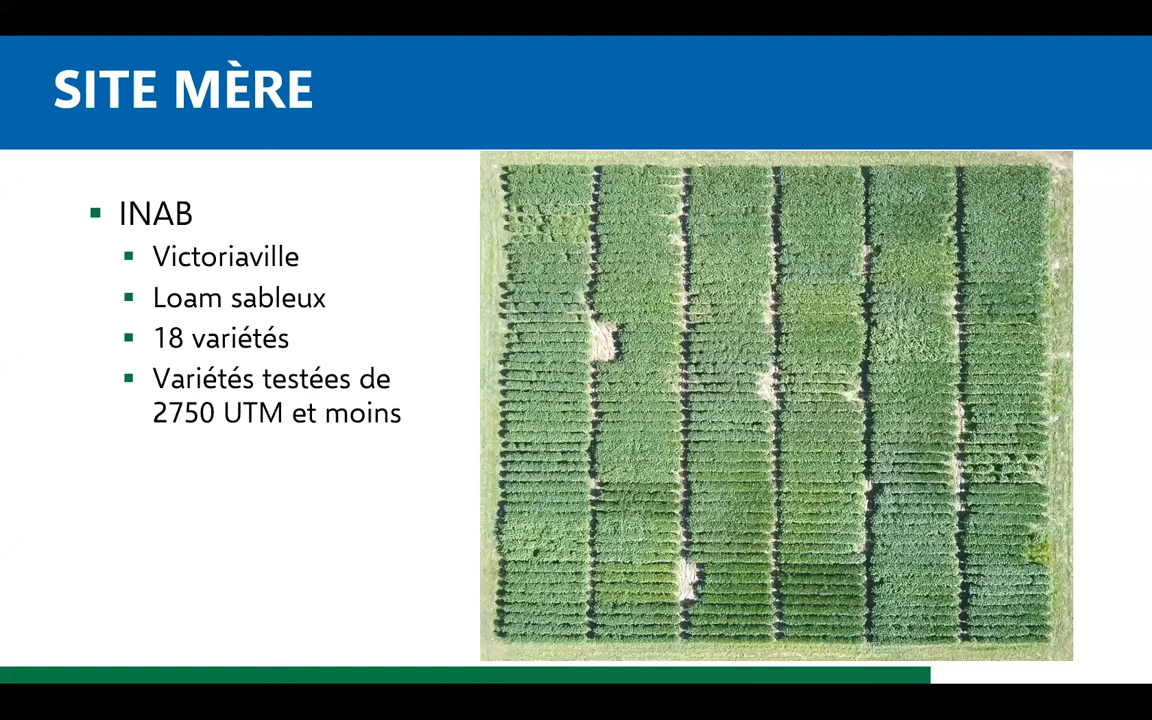 SITE MÈRE
INAB
Victoriaville
Loam sableux
18 variétés
Variétés testées de
2750 UTM et moins